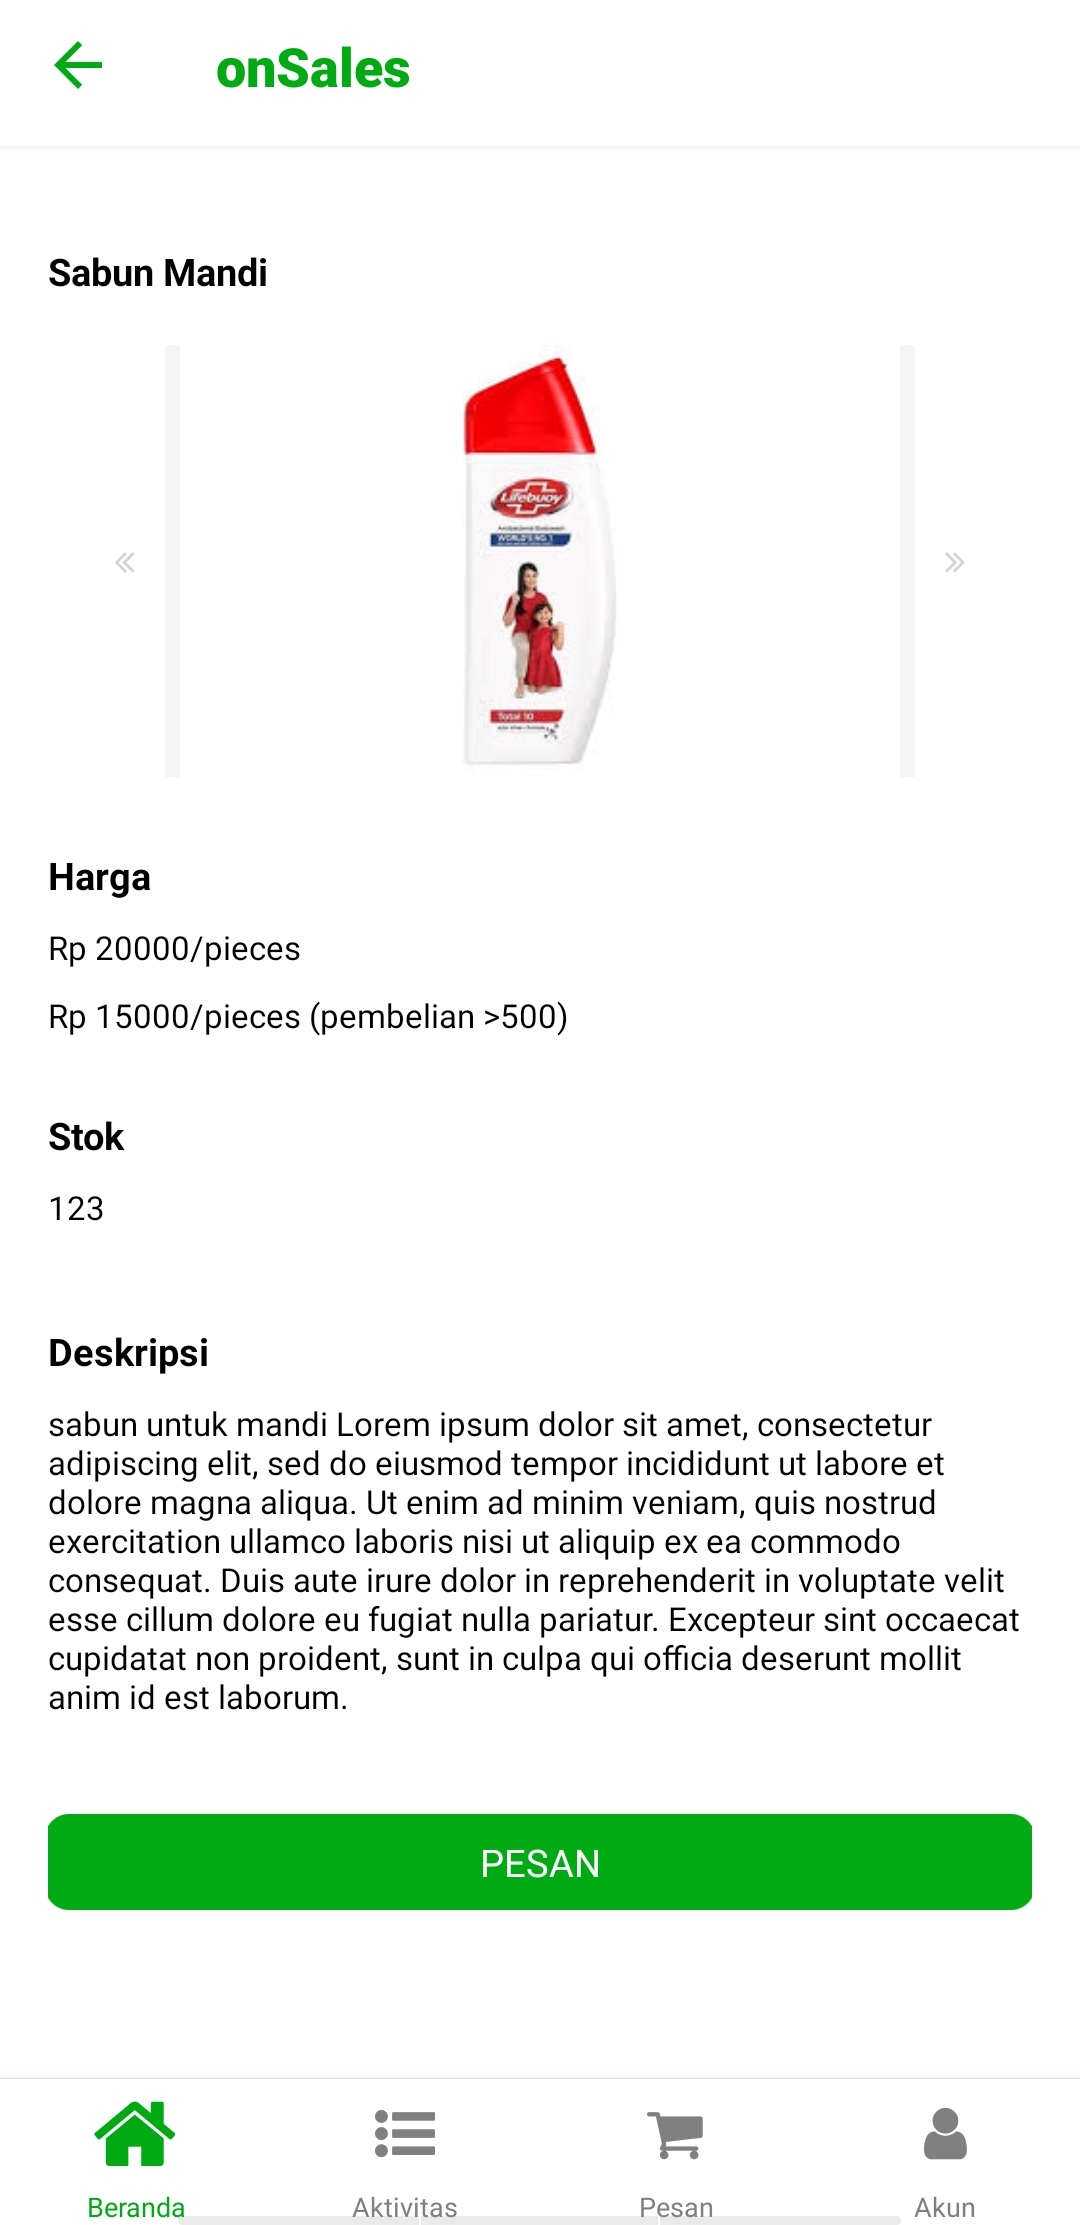 onSales
Sabun Mandi
«
»
Lifebuoy
WORLD'S NO. 1
Total 10
Harga
Rp 20000/pieces
Rp 15000/pieces (pembelian >500)
Stok
123
Deskripsi
sabun untuk mandi Lorem ipsum dolor sit amet, consectetur
adipiscing elit, sed do eiusmod tempor incididunt ut labore et
dolore magna aliqua. Ut enim ad minim veniam, quis nostrud
exercitation ullamco laboris nisi ut aliquip ex ea commodo
consequat. Duis aute irure dolor in reprehenderit in voluptate velit
esse cillum dolore eu fugiat nulla pariatur. Excepteur sint occaecat
cupidatat non proident, sunt in culpa qui officia deserunt mollit
anim id est laborum.
PESAN
Beranda
Aktivitas
Pesan
Akun